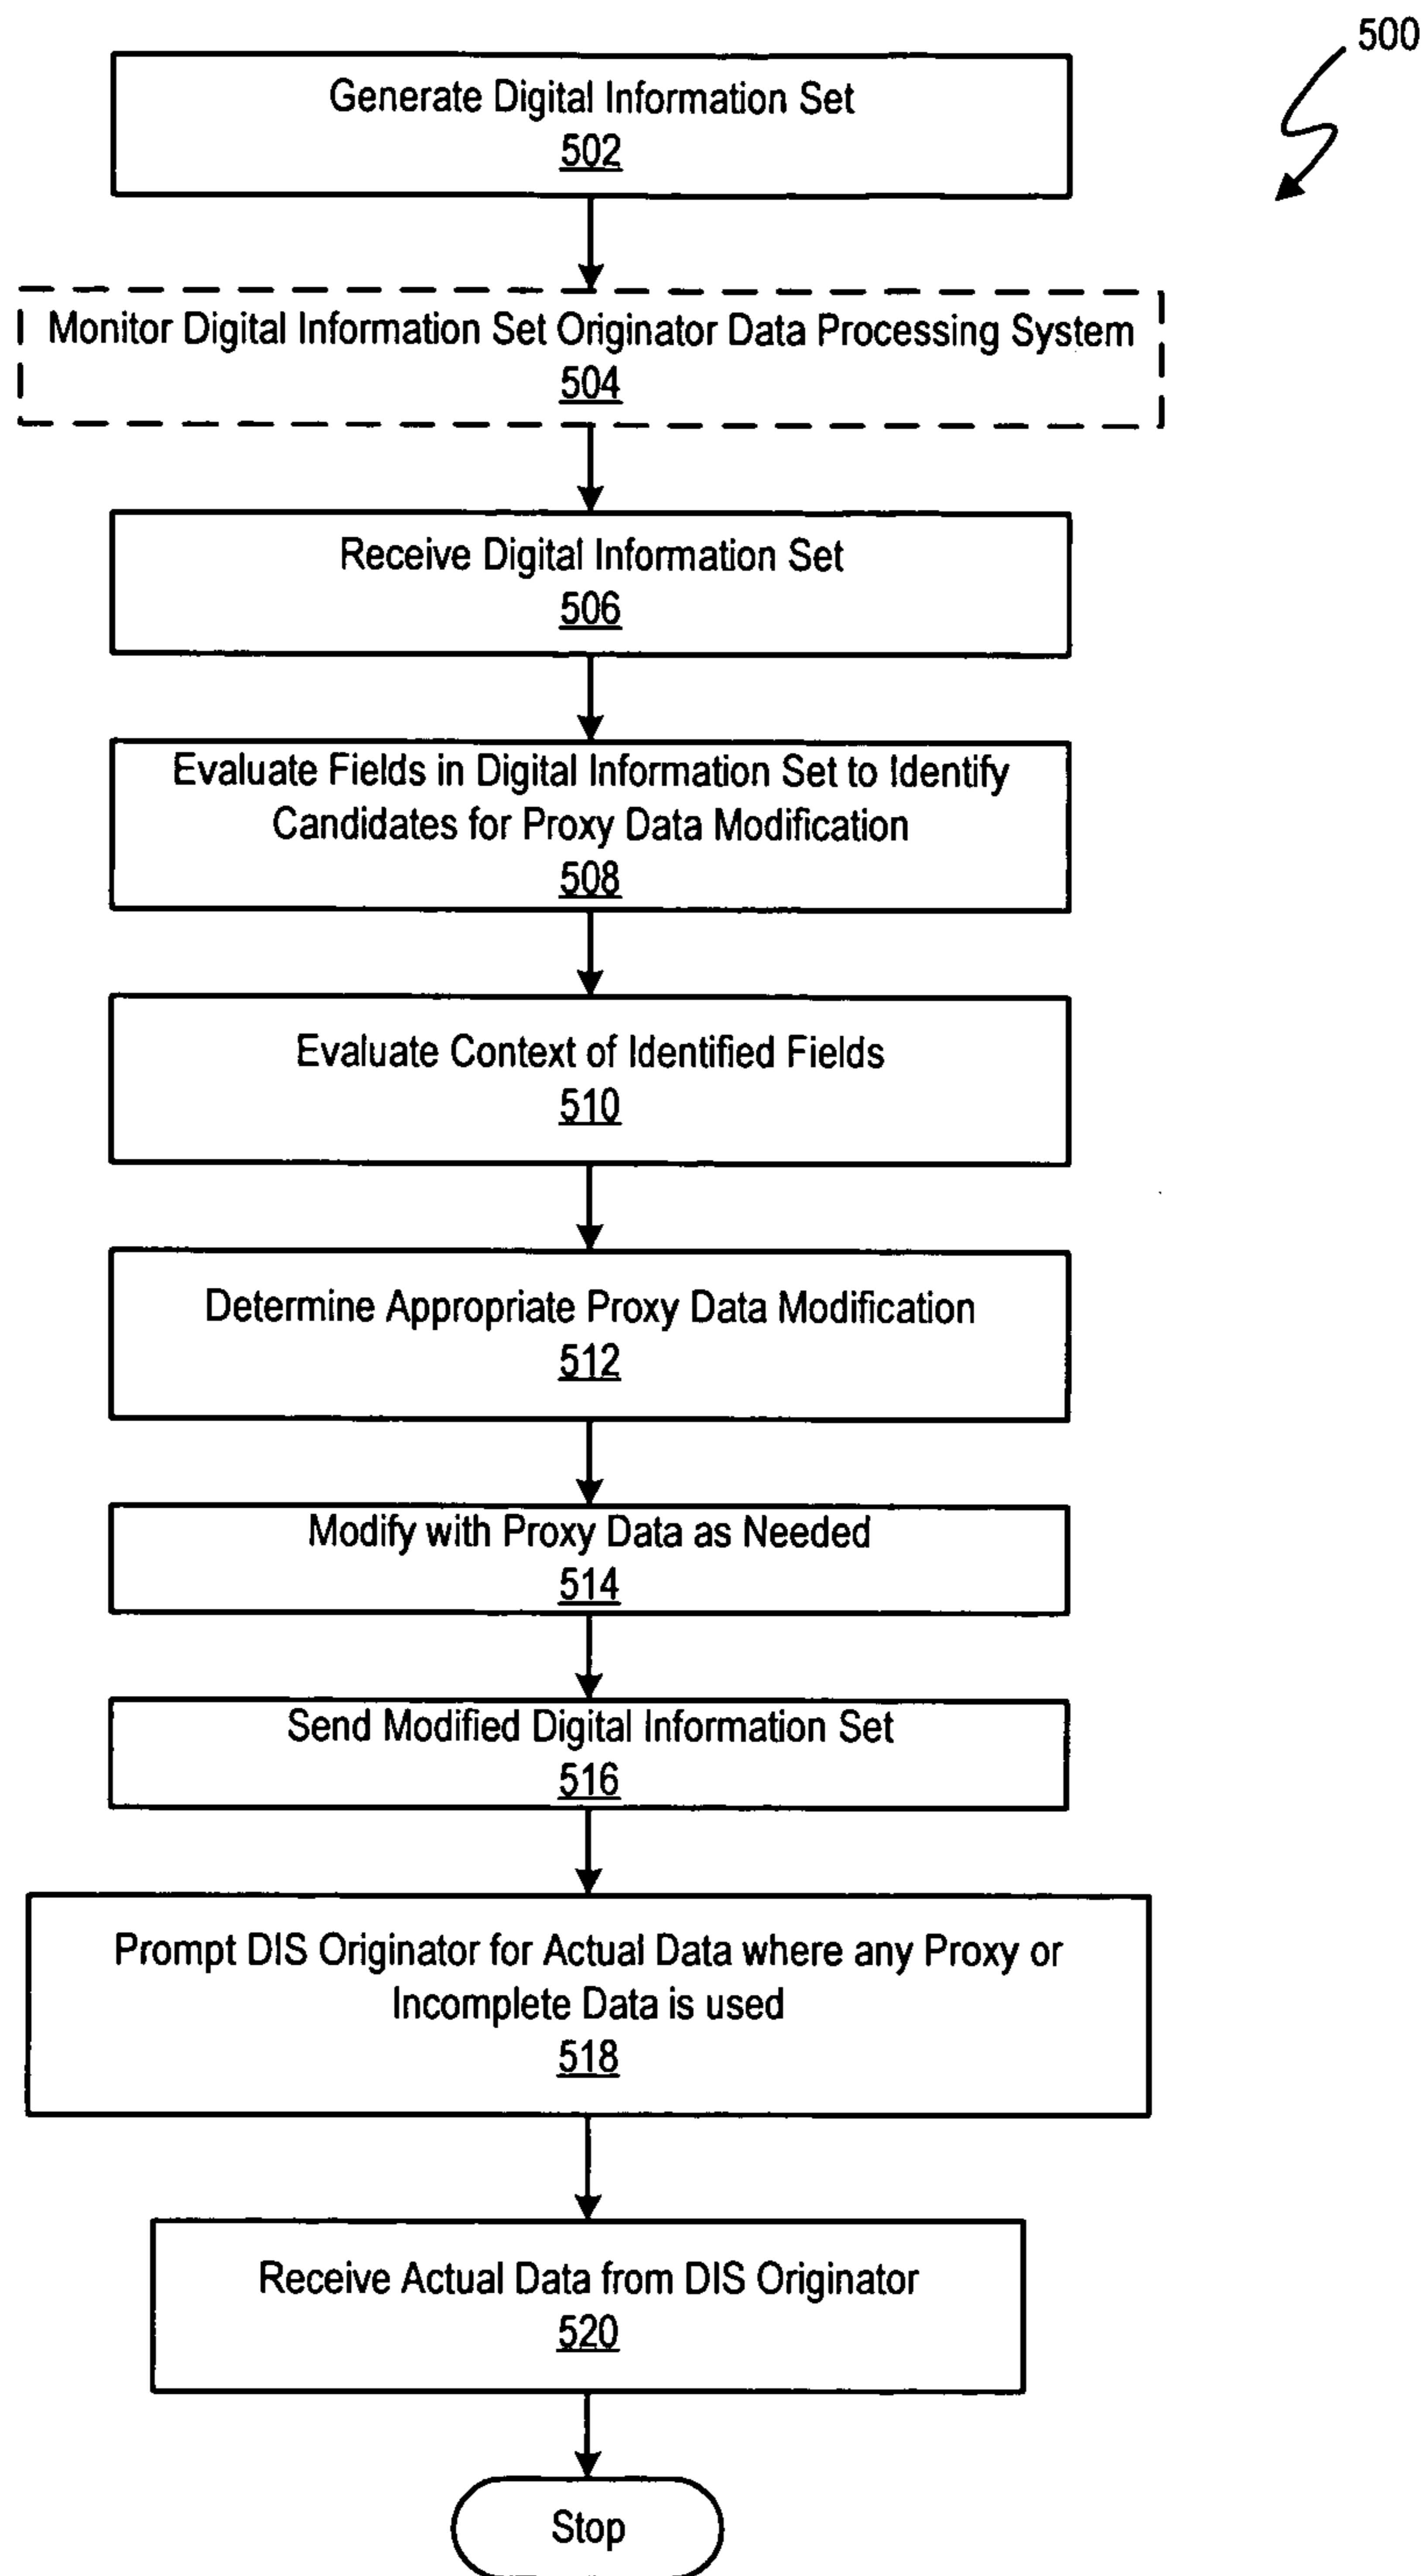 500
Generate Digital Information Set
502
Monitor Digital Information Set Originator Data Processing System
504
Receive Digital Information Set
506
Evaluate Fields in Digital Information Set to Identify
Candidates for Proxy Data Modification
508
Evaluate Context of Identified Fields
510
Determine Appropriate Proxy Data Modification
512
Modify with Proxy Data as Needed
514
Send Modified Digital Information Set
516
Prompt DIS Originator for Actual Data where any Proxy or
Incomplete Data is used
518
Receive Actual Data from DIS Originator
520
Stop